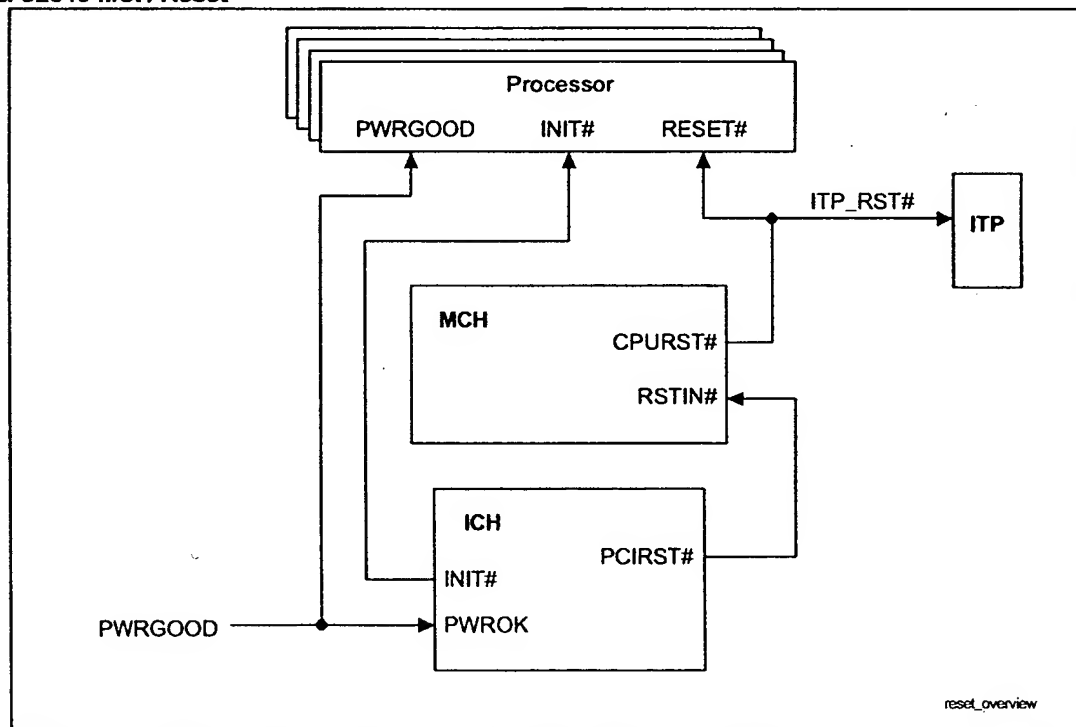 Processor
PWRGOOD INIT# RESET#
ITP_RST#
ITP
MCH
CPURST#
RSTIN#
ICH
PCIRST#
INIT#
PWRGOOD PWROK
reset_overview